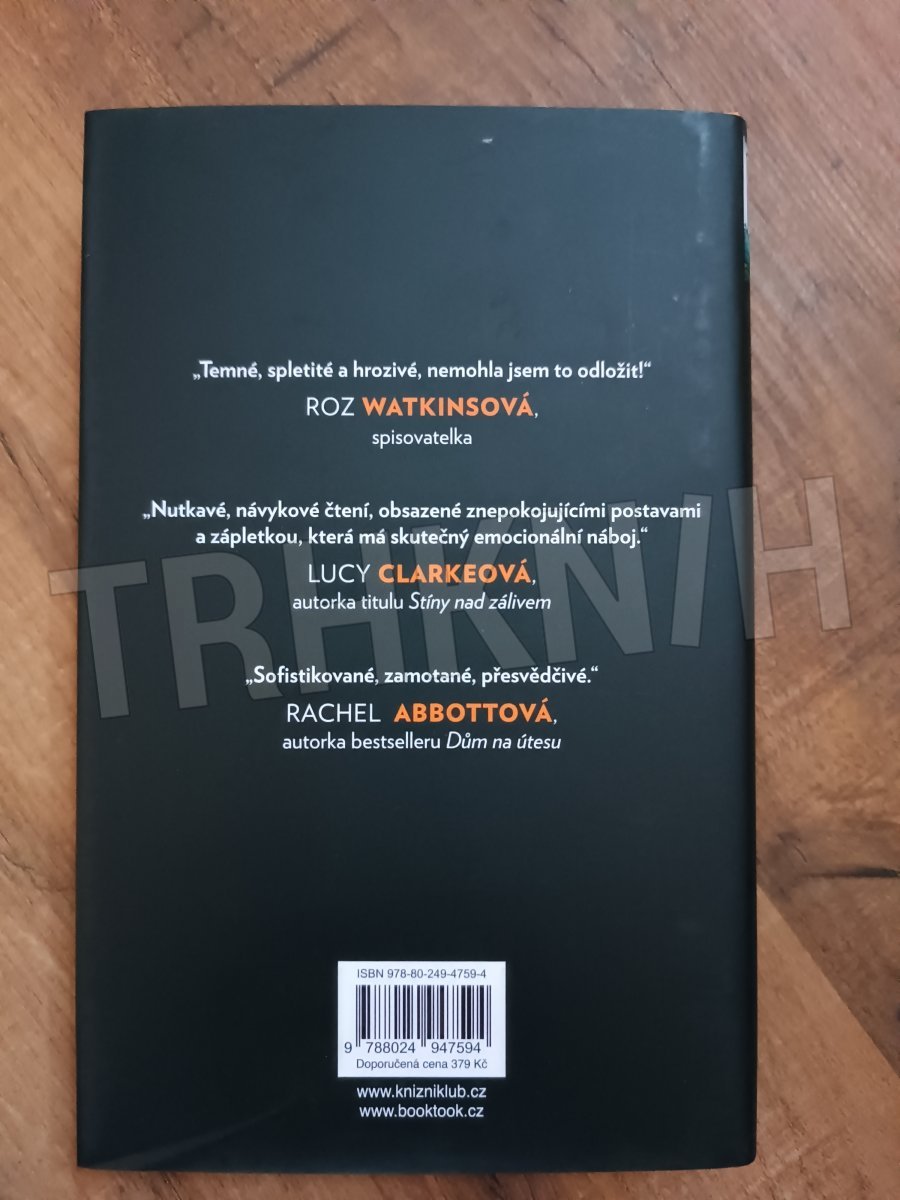 „Temné, spletité a hrozivé, nemohla jsem to odložit!“
ROZ WATKINSOVÁ,
spisovatelka
„Nutkavé, návykové čtení, obsazené znepokojujícími postavami
a zápletkou, která má skutečný emocionální náboj.“
LUCY CLARKEOVÁ,
autorka titulu Stíny nad zálivem
TRHKNIH
„Sofistikované, zamotané, přesvědčivé.“
RACHEL ABBOTTOVÁ,
autorka bestselleru Dům na útesu
ISBN 978-80-249-4759-4
9 788024 947594
Doporučená cena 379 Kč
www.knizniklub.cz
www.booktook.cz